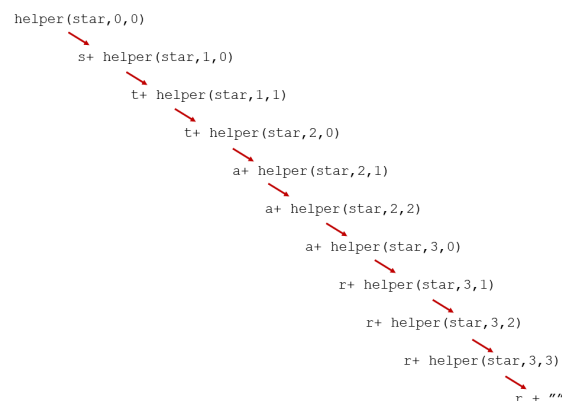 helper(star,0,0)
s+ helper(star,1,0)
t+ helper(star,1,1)
t+ helper(star,2,0)
a+ helper(star,2,1)
a+ helper(star,2,2)
a+ helper(star,3,0)
r+ helper(star,3,1)
r+ helper(star,3,2)
r+ helper(star,3,3)
r + ”“